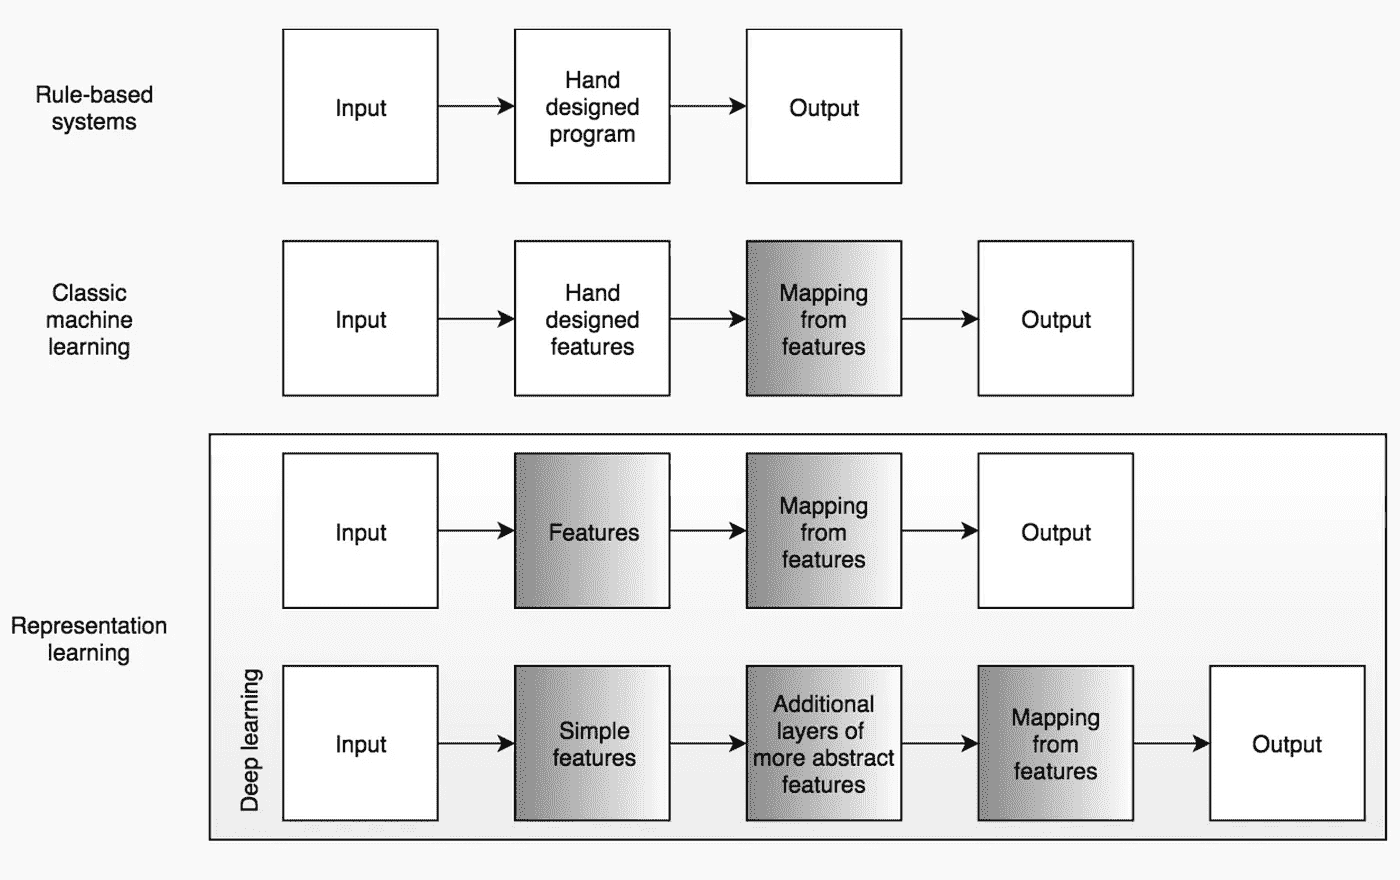 Rule-based
systems
Input
Hand
designed
program
Output
Classic
machine
learning
Input
Hand
designed
features
Mapping
from
features
Output
Representation
learning
Input
Features
Mapping
from
features
Output
Deep learning
Input
Simple
features
Additional
layers of
more abstract
features
Mapping
from
features
Output